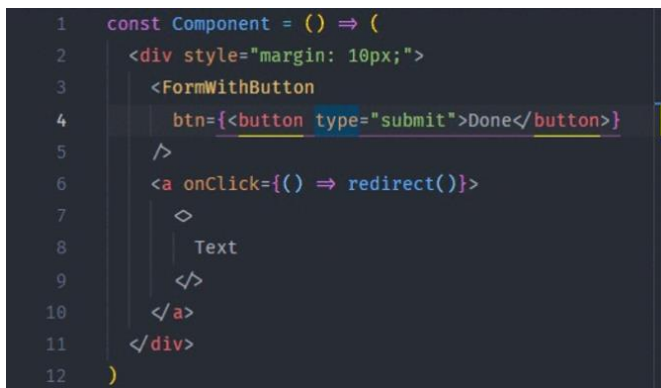 1 const Component = () => (
2 <div style="margin: 10px;">
3 <FormWithButton
4 btn={<button type="submit">Done</button>}
5 />
6 <a onClick={() => redirect()}>
7 <>
8 Text
9 </>
10 </a>
11 </div>
12 )